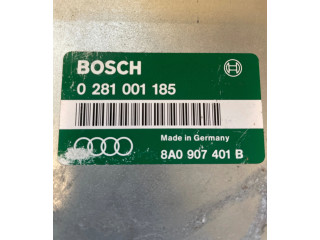 BOSCH
0 281 001 185
Made in Germany
8A0 907 401 B